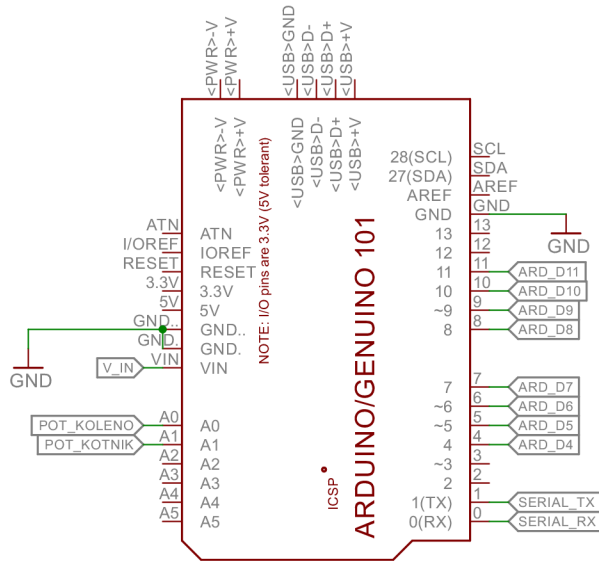 <PWR>-V
<PWR>+V
<USB>GND
<USB>D-
<USB>D+
<USB>+V
<PWR>-V
<PWR>+V
<USB>GND
<USB>D-
<USB>D+
<USB>+V
NOTE: I/O pins are 3.3V (5V tolerant)
ARDUINO/GENUINO 101
ICSP
ATN ATN
I/OREF IOREF
RESET RESET
3.3V 3.3V
5V 5V
GND.. GND..
GND. GND.
GND
V_IN VIN VIN
POT_KOLENO A0 A0
POT_KOTNIK A1 A1
A2 A2
A3 A3
A4 A4
A5 A5
28(SCL) SCL
27(SDA) SDA
AREF AREF
GND GND
GND
13 13
12 12
11 11 ARD_D11
10 10 ARD_D10
~9 9 ARD_D9
8 8 ARD_D8
7 7 ARD_D7
~6 6 ARD_D6
~5 5 ARD_D5
4 4 ARD_D4
~3 3
2 2
1(TX) 1 SERIAL_TX
0(RX) 0 SERIAL_RX